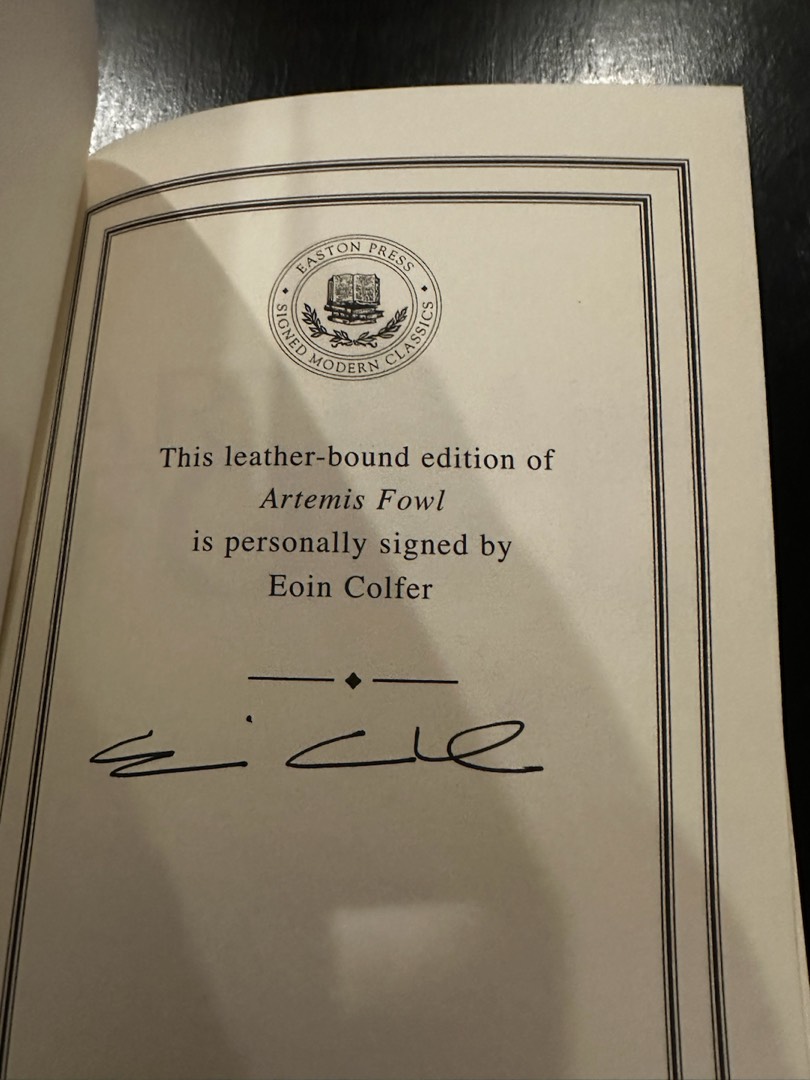 EASTON PRESS
SIGNED MODERN CLASSICS
This leather-bound edition of
Artemis Fowl
is personally signed by
Eoin Colfer